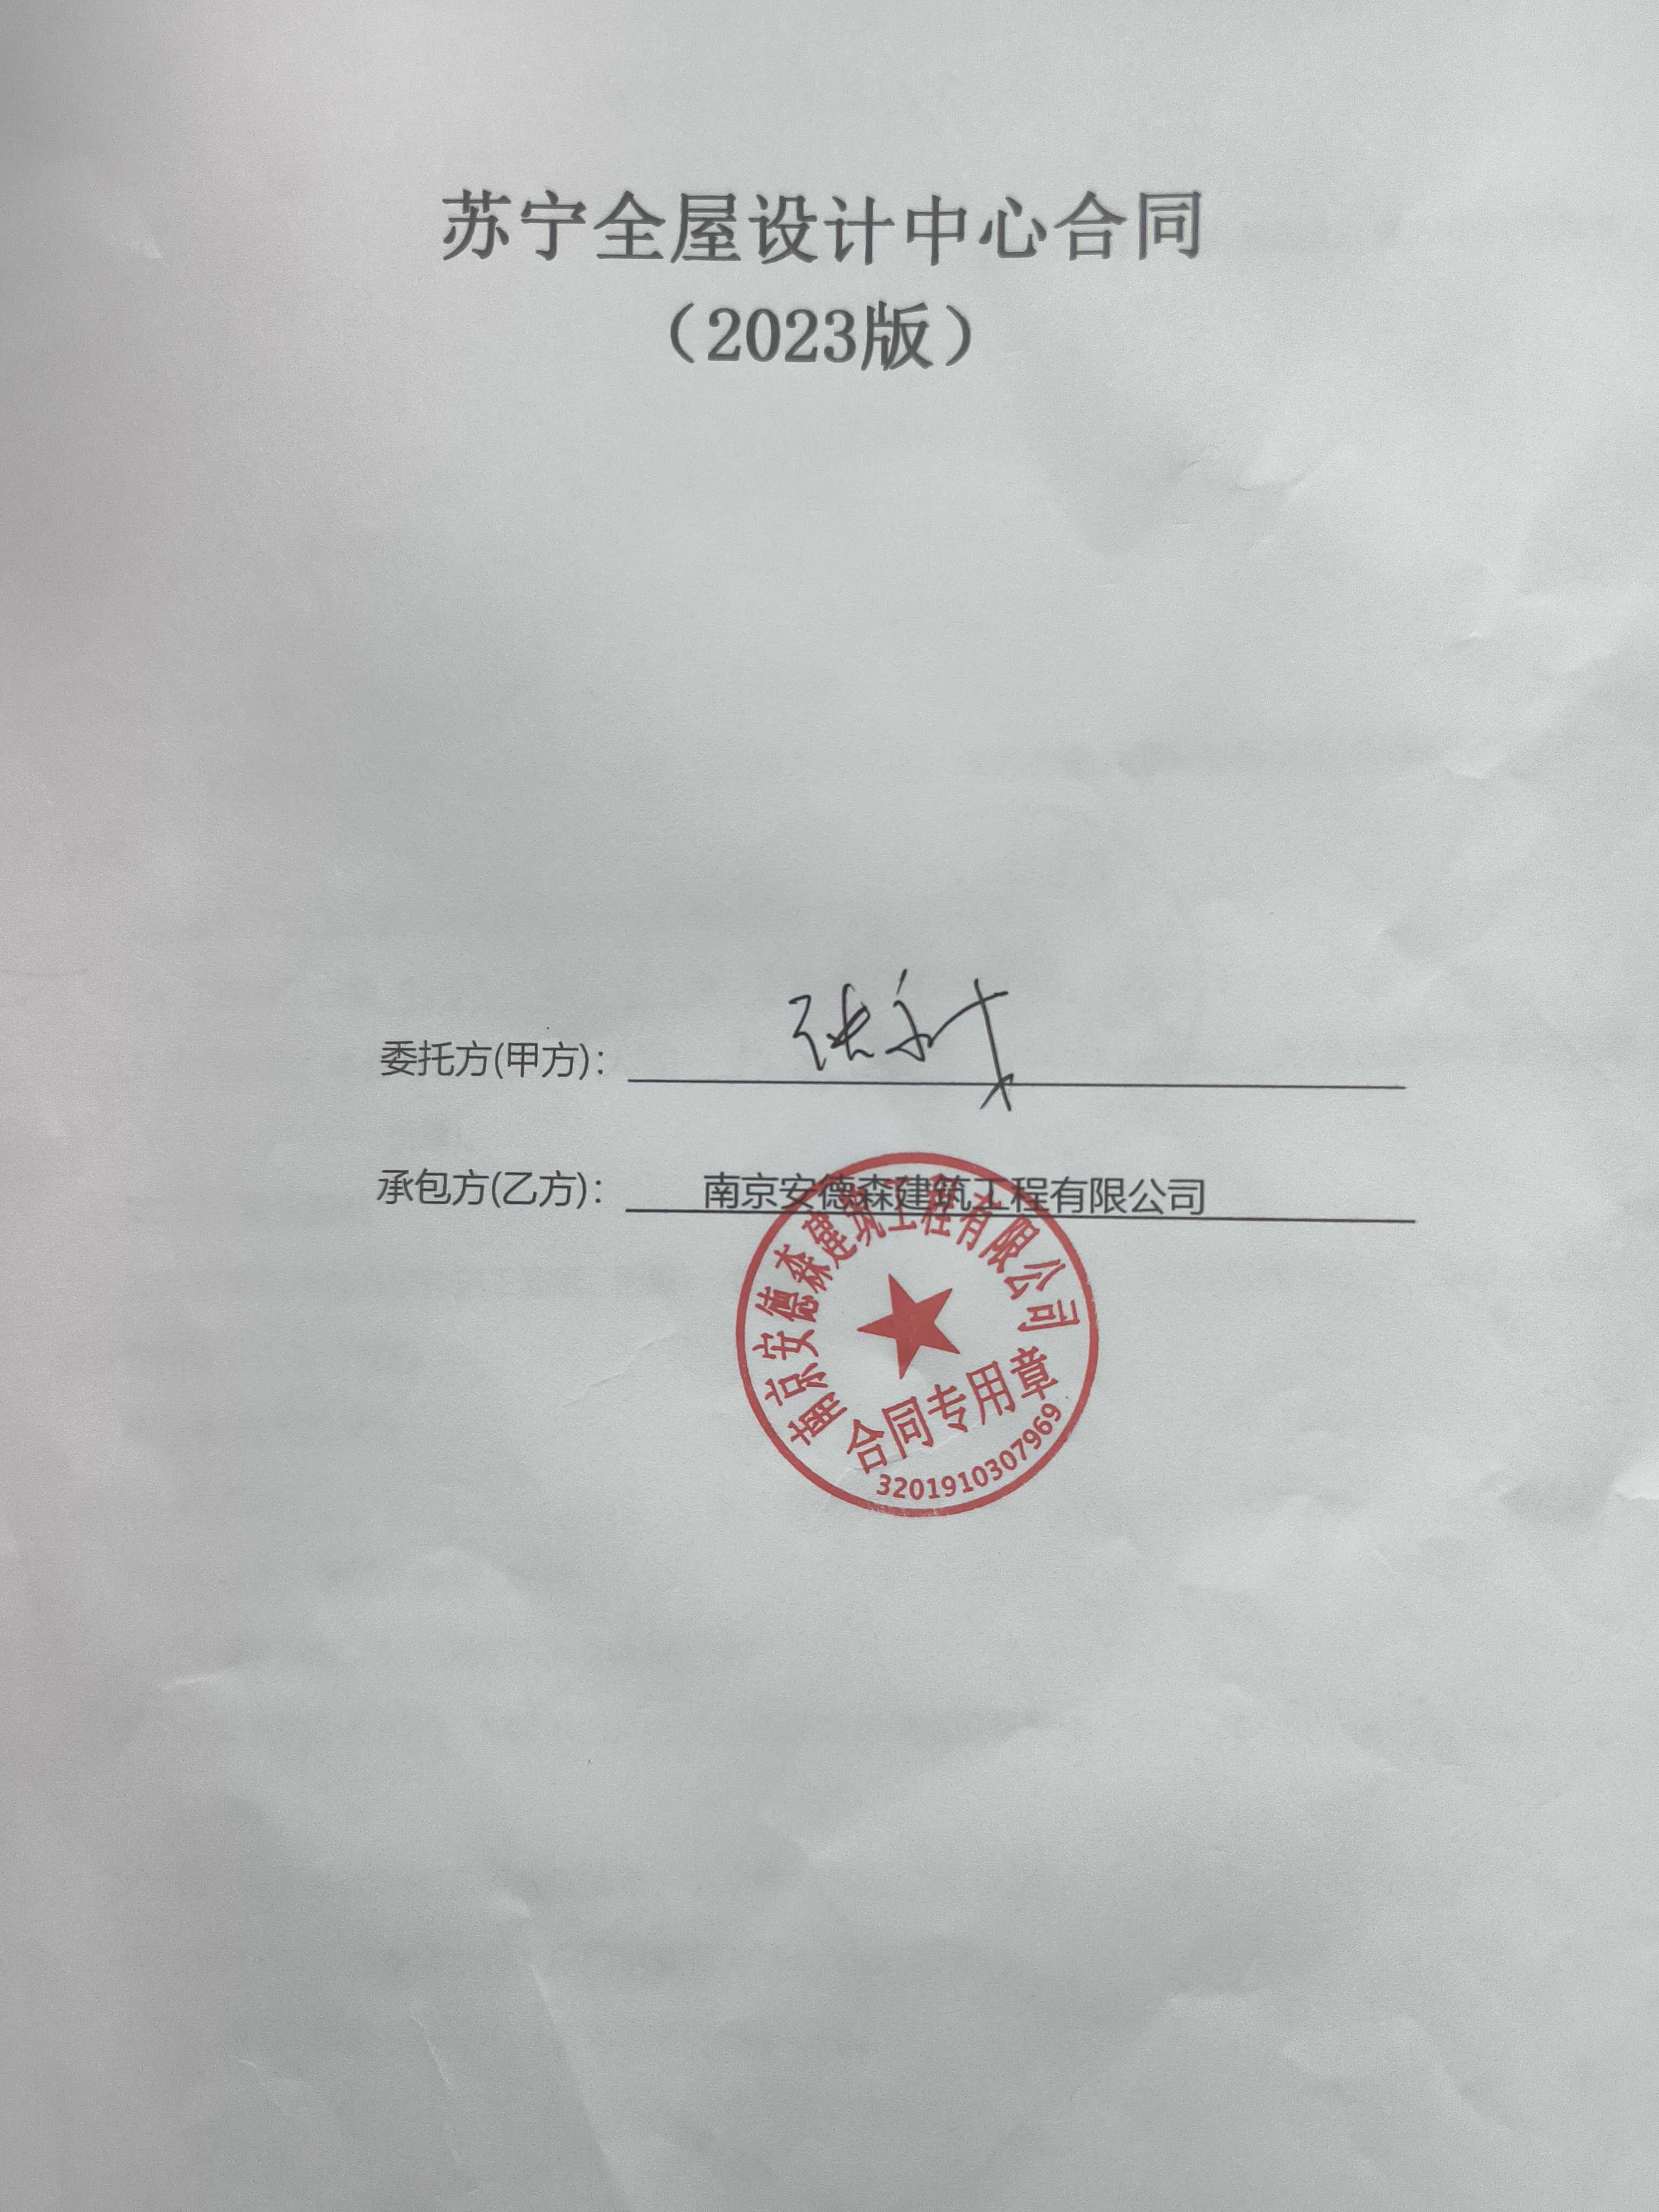 苏宁全屋设计中心合同
（2023版）
委托方(甲方)：张
承包方(乙方)：南京安德森建筑工程有限公司
南京安德森建筑工程有限公司
合同专用章
3201910307969